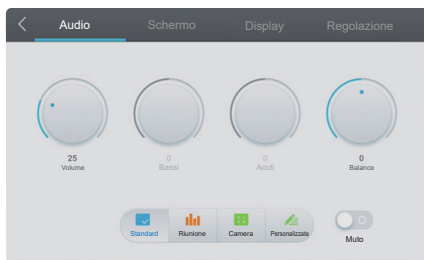 Audio Schermo Display Regolazione
25 0 0 0
Volume Bassi Acuti Balance
Standard Riunione Camera Personalizzate Muto